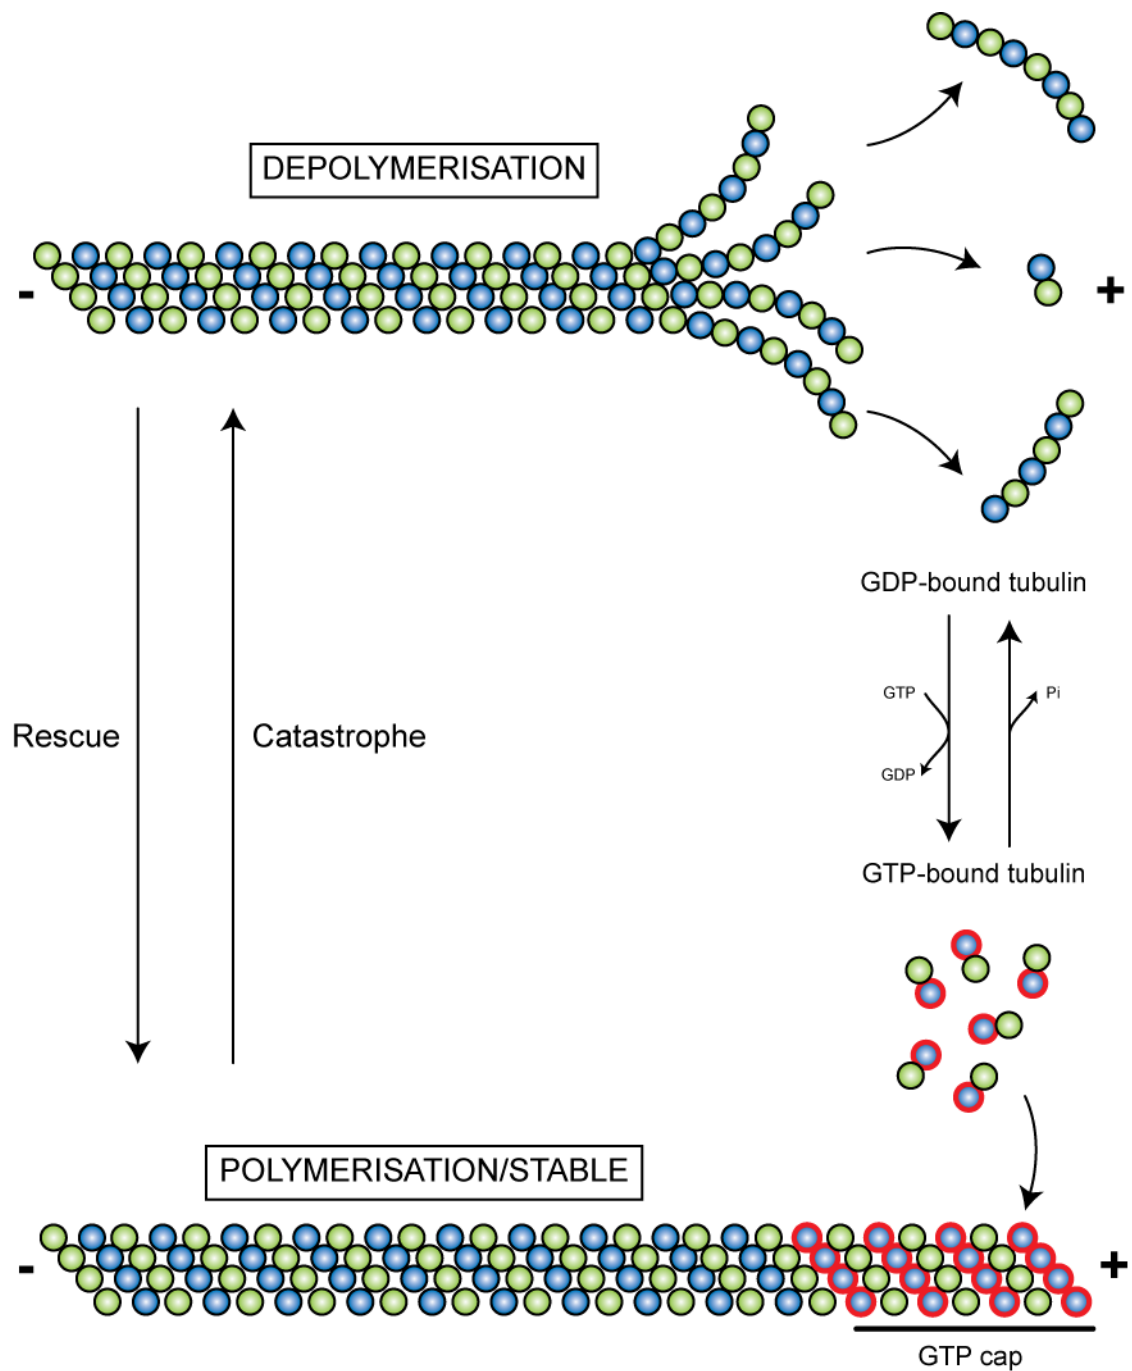 DEPOLYMERISATION
-
+
GDP-bound tubulin
GTP
Pi
Rescue
Catastrophe
GDP
GTP-bound tubulin
POLYMERISATION/STABLE
-
+
GTP cap